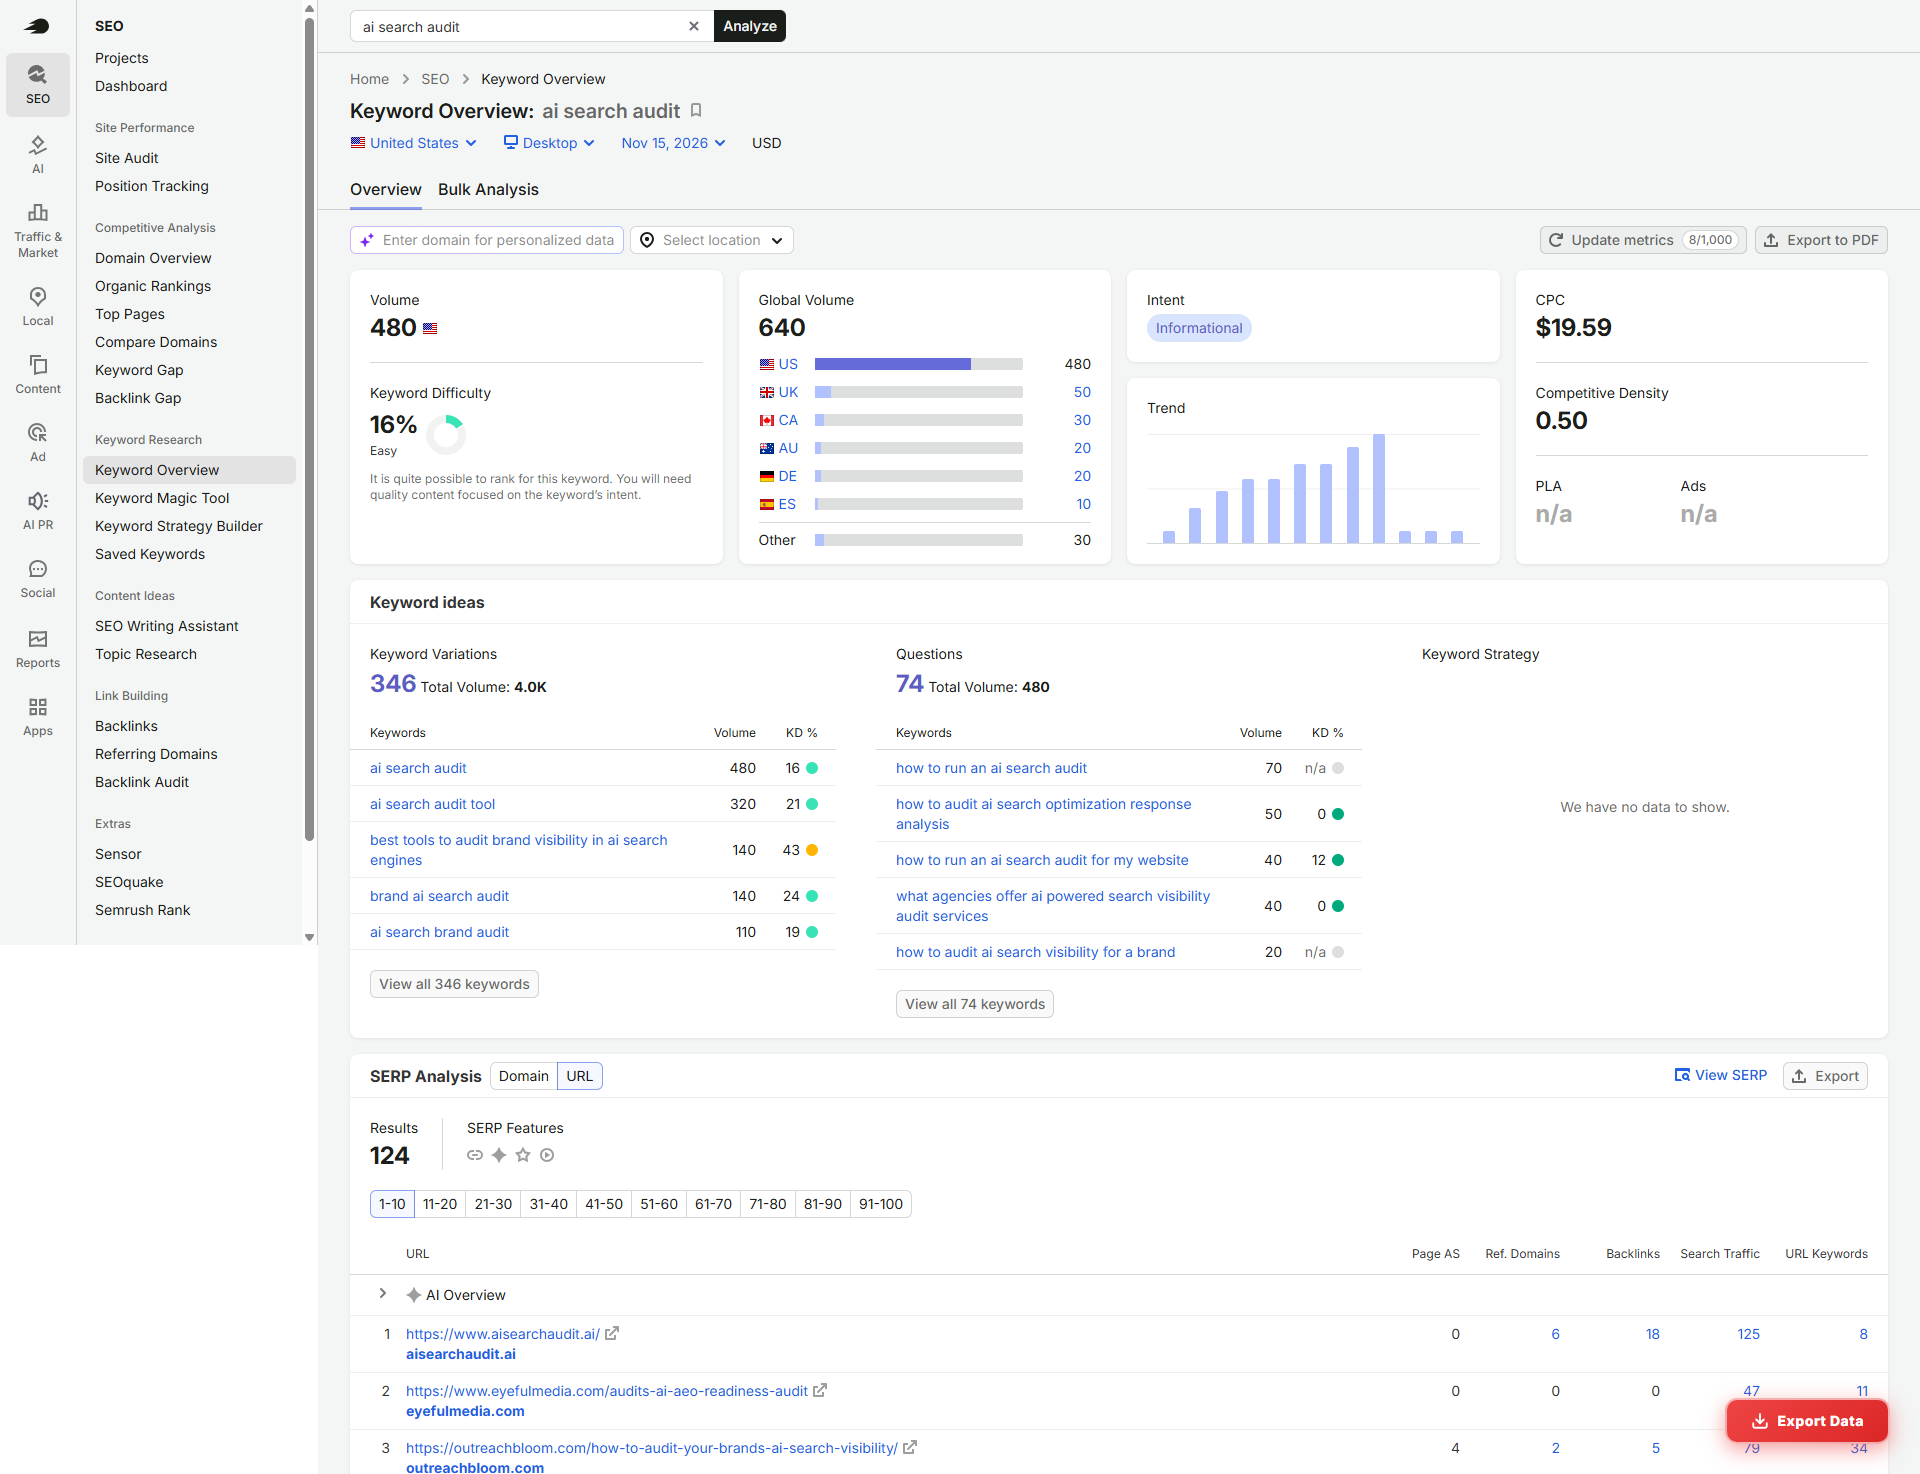 SEO
AI
Traffic &
Market
Local
Content
Ad
AI PR
Social
Reports
Apps
SEO
Projects
Dashboard
Site Performance
Site Audit
Position Tracking
Competitive Analysis
Domain Overview
Organic Rankings
Top Pages
Compare Domains
Keyword Gap
Backlink Gap
Keyword Research
Keyword Overview
Keyword Magic Tool
Keyword Strategy Builder
Saved Keywords
Content Ideas
SEO Writing Assistant
Topic Research
Link Building
Backlinks
Referring Domains
Backlink Audit
Extras
Sensor
SEOquake
Semrush Rank
ai search audit Analyze
Home SEO Keyword Overview
Keyword Overview: ai search audit
United States Desktop Nov 15, 2026 USD
Overview Bulk Analysis
Enter domain for personalized data Select location Update metrics 8/1,000 Export to PDF
Volume
480
Keyword Difficulty
16%
Easy
It is quite possible to rank for this keyword. You will need
quality content focused on the keyword's intent.
Global Volume
640
US 480
UK 50
CA 30
AU 20
DE 20
ES 10
Other 30
Intent
Informational
Trend
CPC
$19.59
Competitive Density
0.50
PLA Ads
n/a n/a
Keyword ideas
Keyword Variations
346 Total Volume: 4.0K
Keywords Volume KD %
ai search audit 480 16
ai search audit tool 320 21
best tools to audit brand visibility in ai search
engines 140 43
brand ai search audit 140 24
ai search brand audit 110 19
View all 346 keywords
Questions
74 Total Volume: 480
Keywords Volume KD %
how to run an ai search audit 70 n/a
how to audit ai search optimization response
analysis 50 0
how to run an ai search audit for my website 40 12
what agencies offer ai powered search visibility
audit services 40 0
how to audit ai search visibility for a brand 20 n/a
View all 74 keywords
Keyword Strategy
We have no data to show.
SERP Analysis Domain URL View SERP Export
Results SERP Features
124
1-10 11-20 21-30 31-40 41-50 51-60 61-70 71-80 81-90 91-100
URL Page AS Ref. Domains Backlinks Search Traffic URL Keywords
AI Overview
1 https://www.aisearchaudit.ai/ 0 6 18 125 8
aisearchaudit.ai
2 https://www.eyefulmedia.com/audits-ai-aeo-readiness-audit 0 0 0 47 11
eyefulmedia.com
Export Data
3 https://outreachbloom.com/how-to-audit-your-brands-ai-search-visibility/ 4 2 5 79 34
outreachbloom.com